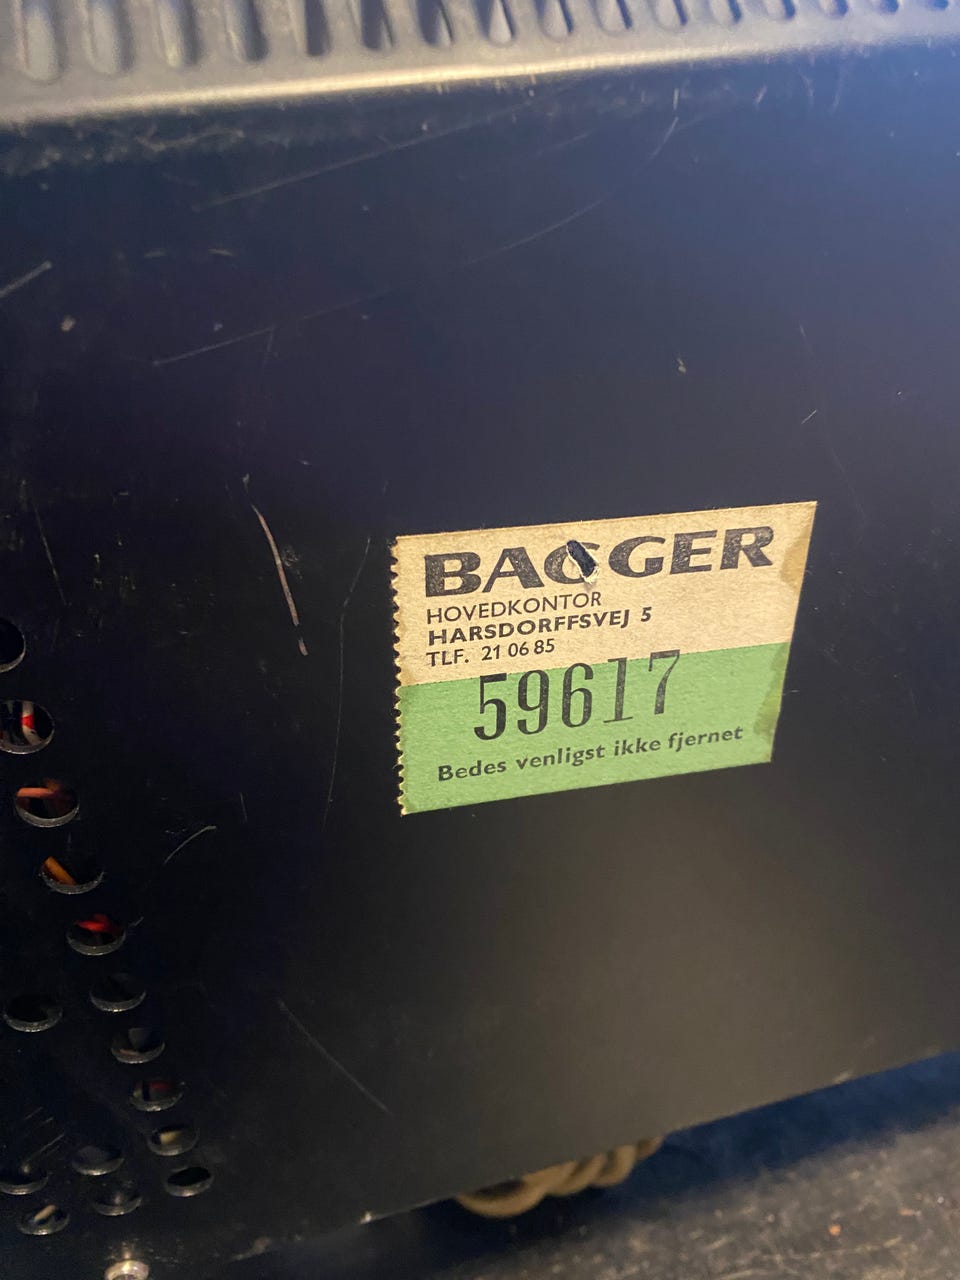 BAGGER
HOVEDKONTOR
HARSDORFFSVEJ 5
TLF. 21 06 85
59617
Bedes venligst ikke fjernet